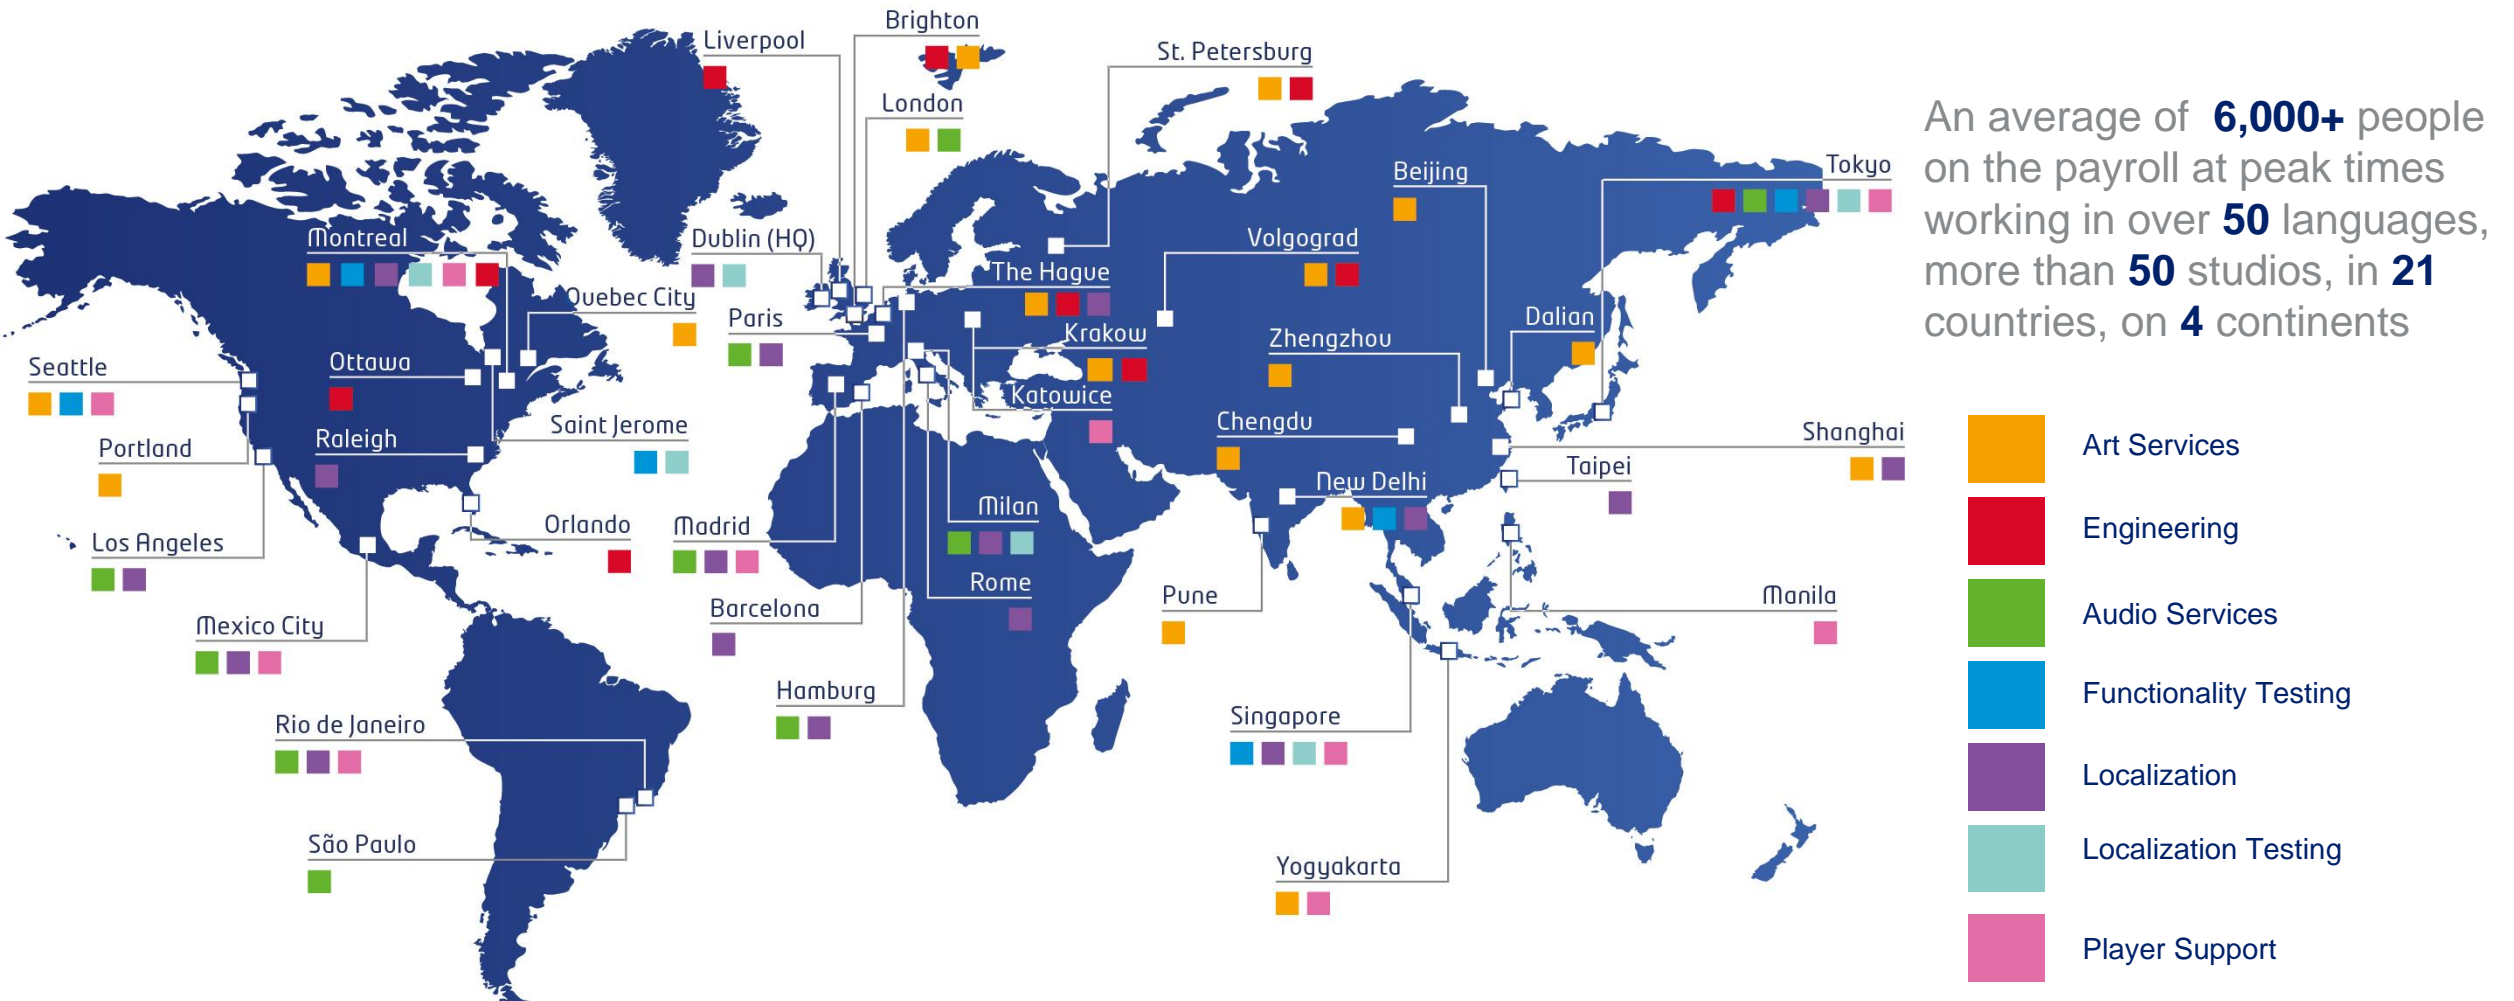 Brighton
Liverpool
St. Petersburg
London
An average of 6,000+ people
on the payroll at peak times
working in over 50 languages,
more than 50 studios, in 21
countries, on 4 continents
Beijing
Tokyo
Montreal
Dublin (HQ)
Volgograd
The Hague
Quebec City
Paris
Krakow
Zhengzhou
Dalian
Seattle
Ottawa
Katowice
Chengdu
Saint Jerome
Raleigh
Portland
Shanghai
Taipei
New Delhi
Milan
Orlando
Madrid
Los Angeles
Rome
Pune
Manila
Barcelona
Mexico City
Hamburg
Singapore
Rio de Janeiro
São Paulo
Yogyakarta
Art Services
Engineering
Audio Services
Functionality Testing
Localization
Localization Testing
Player Support